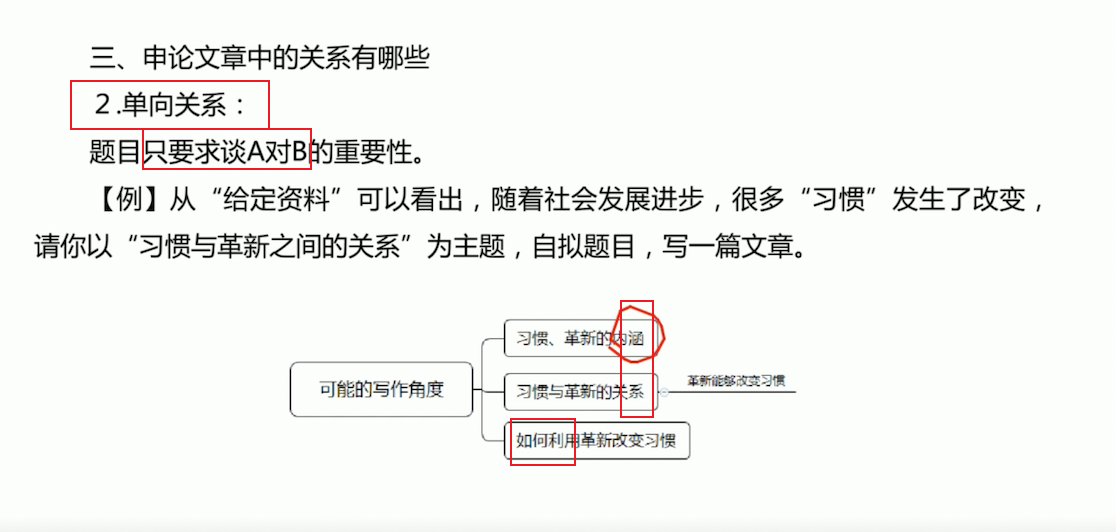 三、申论文章中的关系有哪些
２.单向关系：
题目只要求谈A对B的重要性。
【例】从“给定资料”可以看出，随着社会发展进步，很多“习惯”发生了改变，
请你以“习惯与革新之间的关系”为主题，自拟题目，写一篇文章。
习惯、革新的内涵
可能的写作角度
习惯与革新的关系
革新能够改变习惯
如何利用革新改变习惯